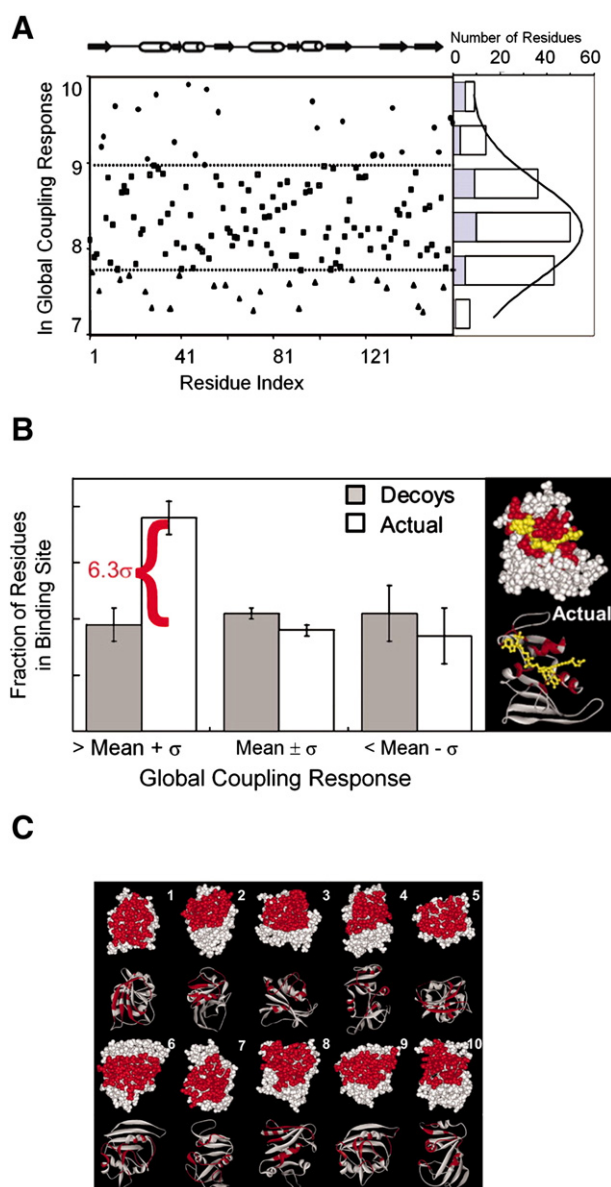 A
Number of Residues
0 20 40 60
10
9
8
7
ln Global Coupling Response
1 41 81 121
Residue Index
B
Decoys
Actual
6.3σ
Fraction of Residues
in Binding Site
> Mean + σ Mean ± σ < Mean - σ
Global Coupling Response
Actual
C
1 2 3 4 5
6 7 8 9 10